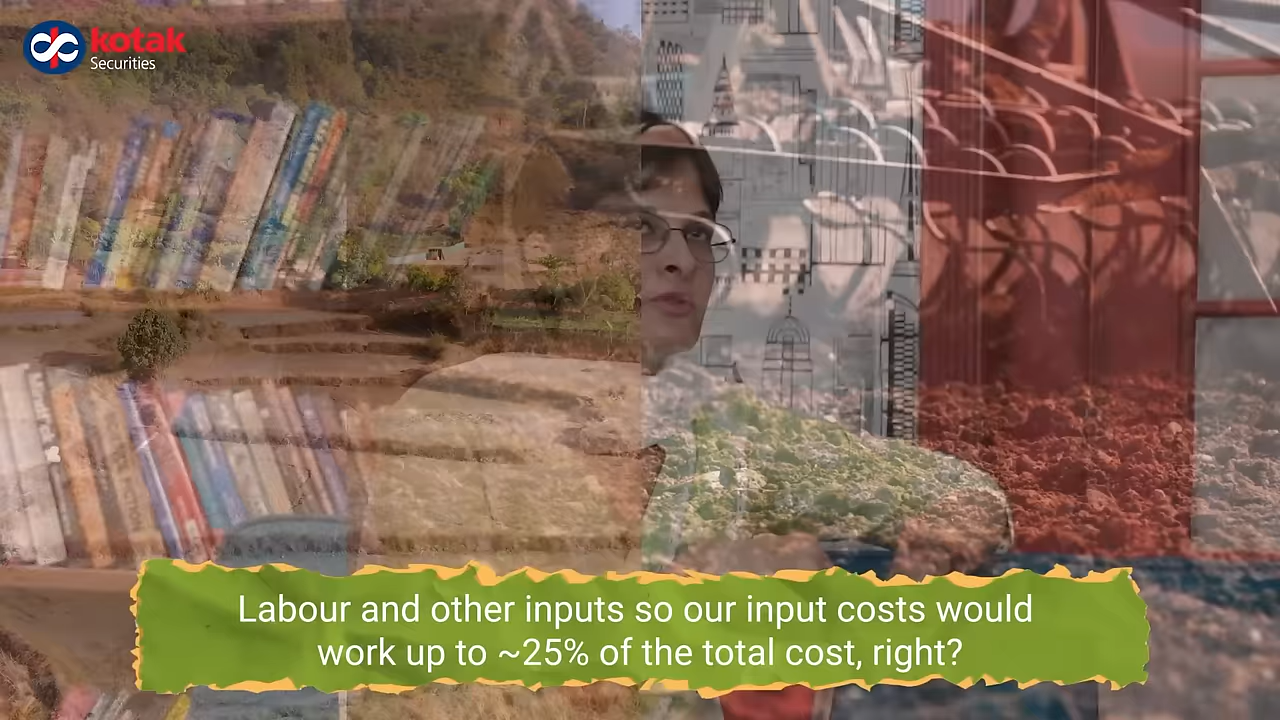 kotak
Securities
Labour and other inputs so our input costs would
work up to ~25% of the total cost, right?